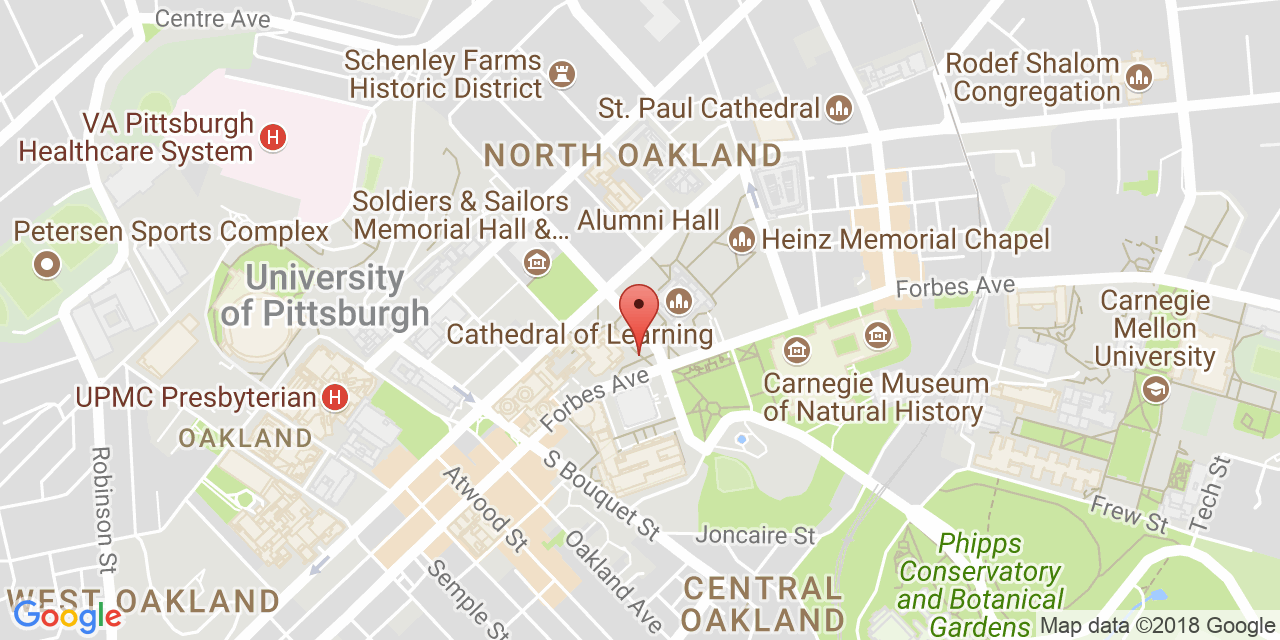 Centre Ave
Schenley Farms
Historic District
Rodef Shalom
Congregation
St. Paul Cathedral
VA Pittsburgh
Healthcare System
NORTH OAKLAND
Soldiers & Sailors
Memorial Hall &...
Alumni Hall
Petersen Sports Complex
Heinz Memorial Chapel
University
of Pittsburgh
Forbes Ave
Carnegie
Mellon
University
Cathedral of Learning
Carnegie Museum
of Natural History
UPMC Presbyterian
H
H
Forbes Ave
OAKLAND
Robinson St
Atwood St
S Bouquet St
Tech St
Frew St
Joncaire St
Oakland Ave
Semple St
Phipps
Conservatory
and Botanical
Gardens
CENTRAL
OAKLAND
WEST OAKLAND
Google
Map data ©2018 Google